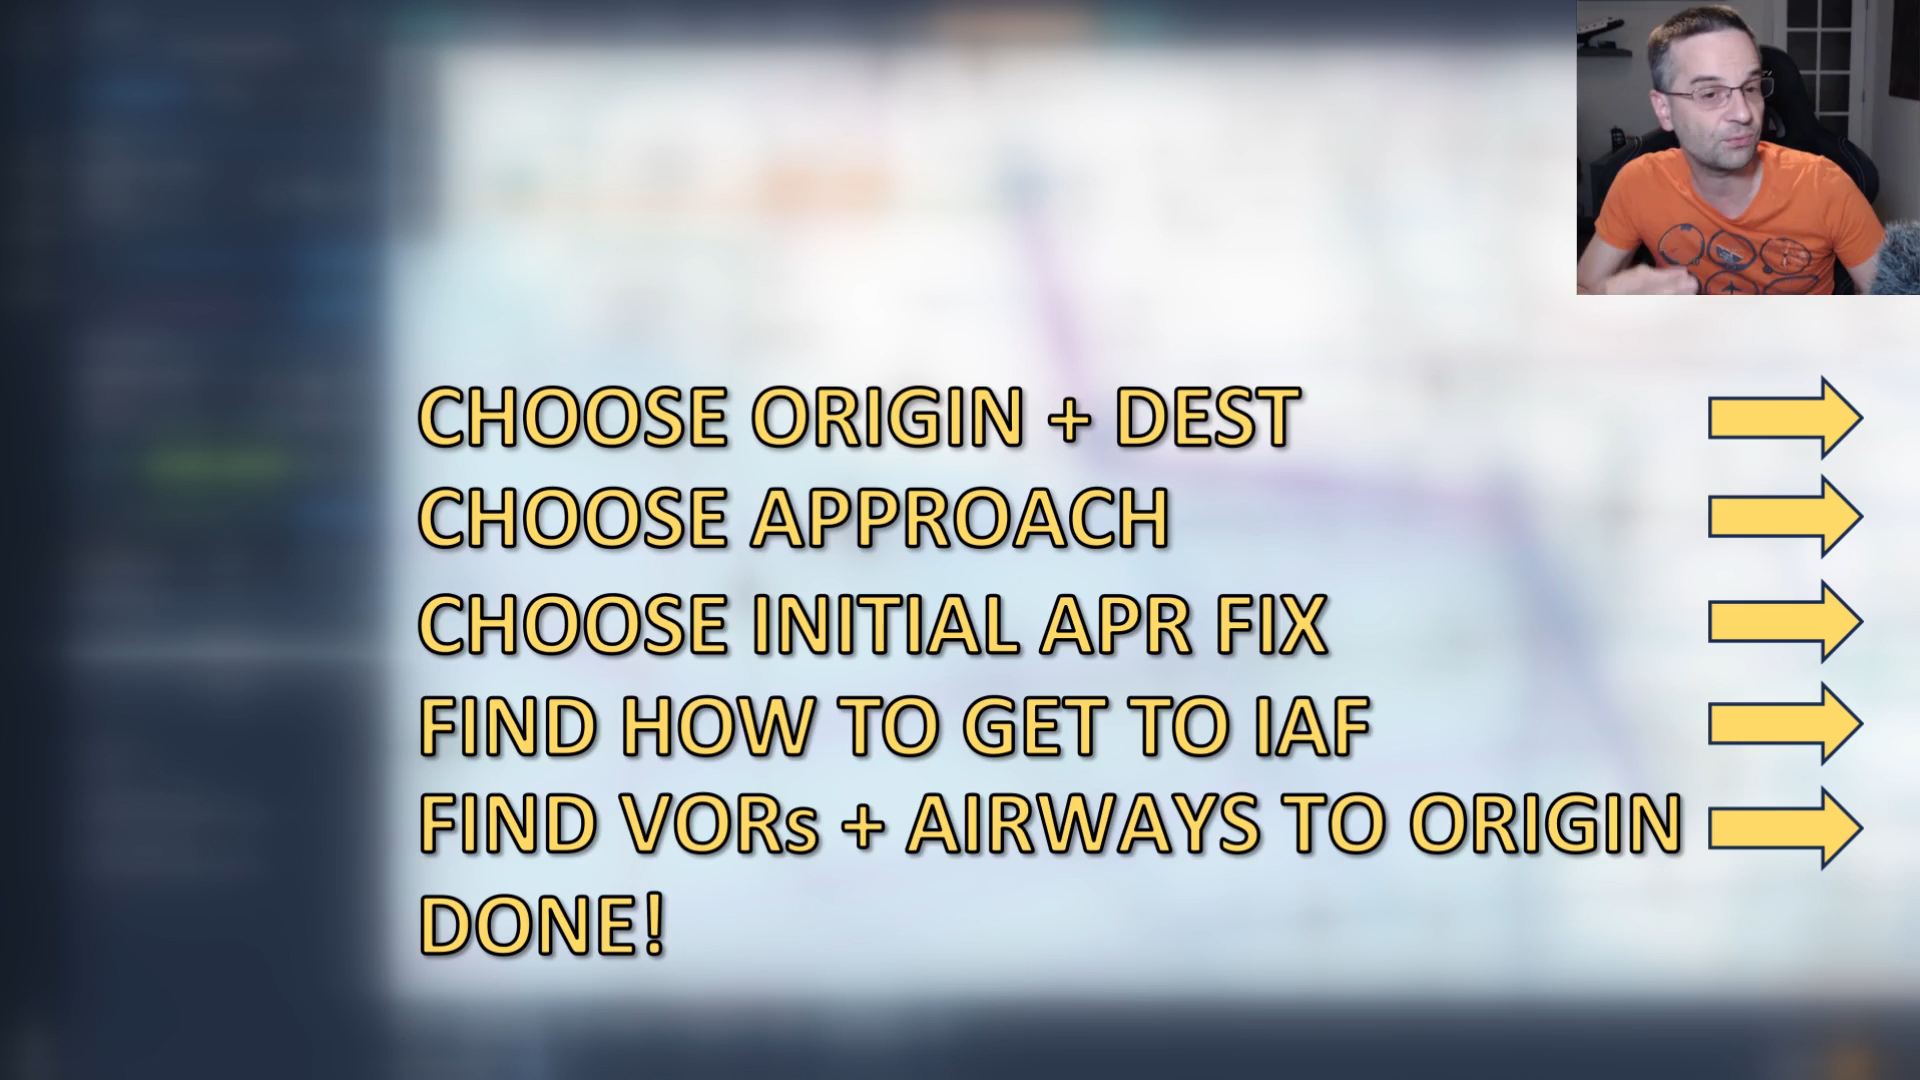 CHOOSE ORIGIN + DEST
CHOOSE APPROACH
CHOOSE INITIAL APR FIX
FIND HOW TO GET TO IAF
FIND VORs + AIRWAYS TO ORIGIN
DONE!